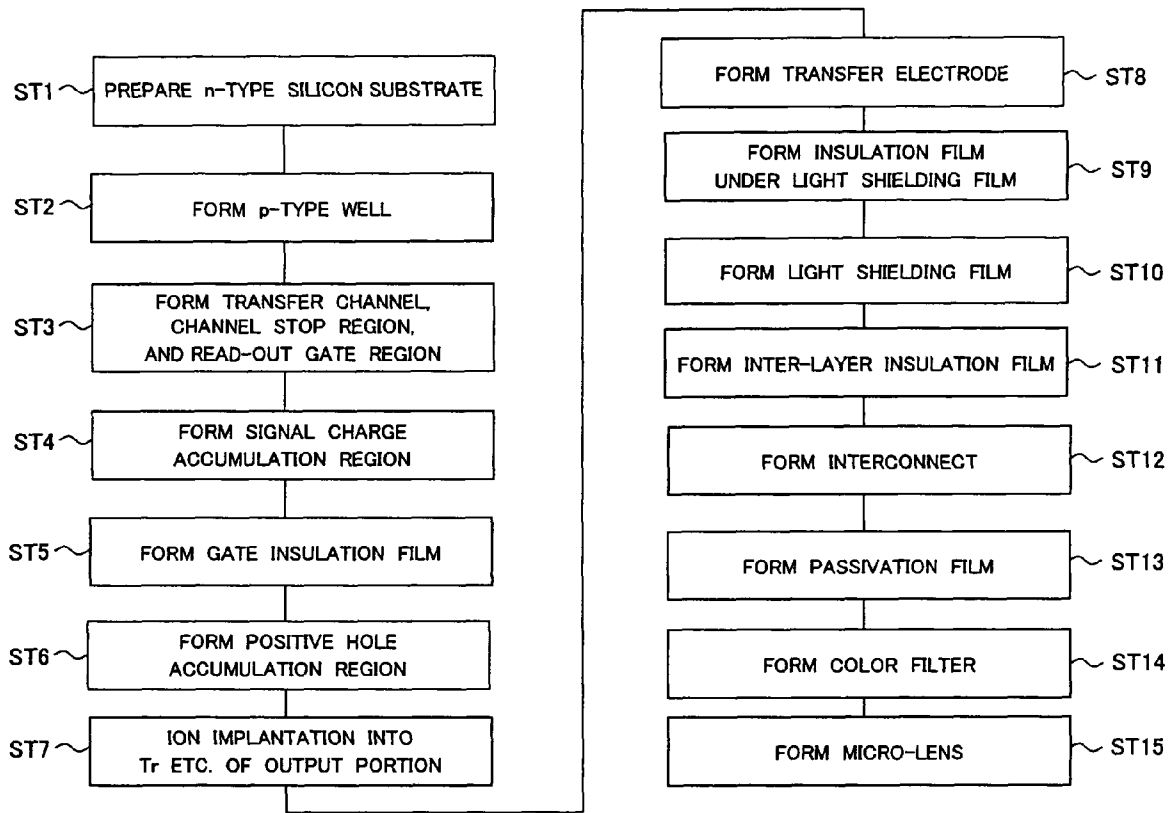 ST1
PREPARE n-TYPE SILICON SUBSTRATE
ST2
FORM p-TYPE WELL
ST3
FORM TRANSFER CHANNEL,
CHANNEL STOP REGION,
AND READ-OUT GATE REGION
ST4
FORM SIGNAL CHARGE
ACCUMULATION REGION
ST5
FORM GATE INSULATION FILM
ST6
FORM POSITIVE HOLE
ACCUMULATION REGION
ST7
ION IMPLANTATION INTO
Tr ETC. OF OUTPUT PORTION
FORM TRANSFER ELECTRODE
ST8
FORM INSULATION FILM
UNDER LIGHT SHIELDING FILM
ST9
FORM LIGHT SHIELDING FILM
ST10
FORM INTER-LAYER INSULATION FILM
ST11
FORM INTERCONNECT
ST12
FORM PASSIVATION FILM
ST13
FORM COLOR FILTER
ST14
FORM MICRO-LENS
ST15